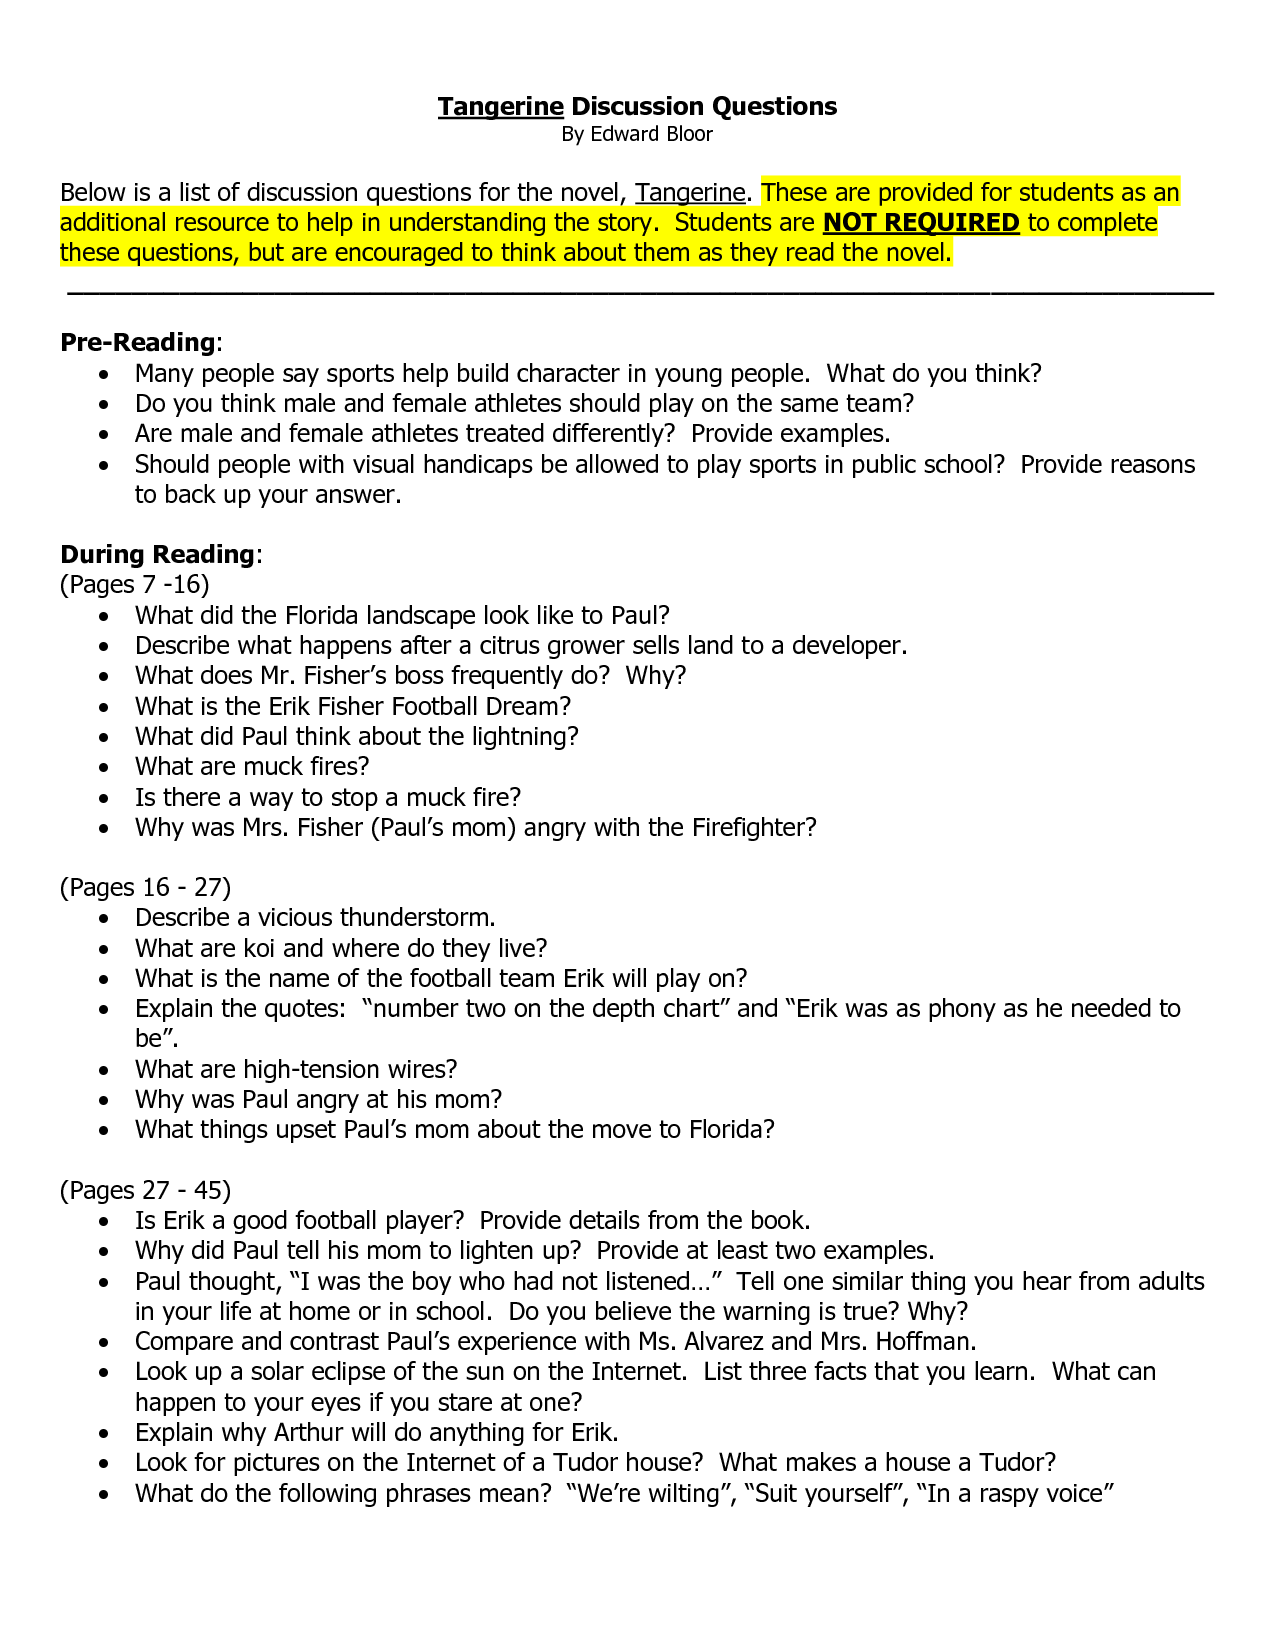 Tangerine Discussion Questions
By Edward Bloor
Below is a list of discussion questions for the novel, Tangerine. These are provided for students as an
additional resource to help in understanding the story.  Students are NOT REQUIRED to complete
these questions, but are encouraged to think about them as they read the novel.
Pre-Reading:
• Many people say sports help build character in young people.  What do you think?
• Do you think male and female athletes should play on the same team?
• Are male and female athletes treated differently?  Provide examples.
• Should people with visual handicaps be allowed to play sports in public school?  Provide reasons
to back up your answer.
During Reading:
(Pages 7 -16)
• What did the Florida landscape look like to Paul?
• Describe what happens after a citrus grower sells land to a developer.
• What does Mr. Fisher’s boss frequently do?  Why?
• What is the Erik Fisher Football Dream?
• What did Paul think about the lightning?
• What are muck fires?
• Is there a way to stop a muck fire?
• Why was Mrs. Fisher (Paul’s mom) angry with the Firefighter?
(Pages 16 - 27)
• Describe a vicious thunderstorm.
• What are koi and where do they live?
• What is the name of the football team Erik will play on?
• Explain the quotes:  “number two on the depth chart” and “Erik was as phony as he needed to
be”.
• What are high-tension wires?
• Why was Paul angry at his mom?
• What things upset Paul’s mom about the move to Florida?
(Pages 27 - 45)
• Is Erik a good football player?  Provide details from the book.
• Why did Paul tell his mom to lighten up?  Provide at least two examples.
• Paul thought, “I was the boy who had not listened…”  Tell one similar thing you hear from adults
in your life at home or in school.  Do you believe the warning is true? Why?
• Compare and contrast Paul’s experience with Ms. Alvarez and Mrs. Hoffman.
• Look up a solar eclipse of the sun on the Internet.  List three facts that you learn.  What can
happen to your eyes if you stare at one?
• Explain why Arthur will do anything for Erik.
• Look for pictures on the Internet of a Tudor house?  What makes a house a Tudor?
• What do the following phrases mean?  “We’re wilting”, “Suit yourself”, “In a raspy voice”